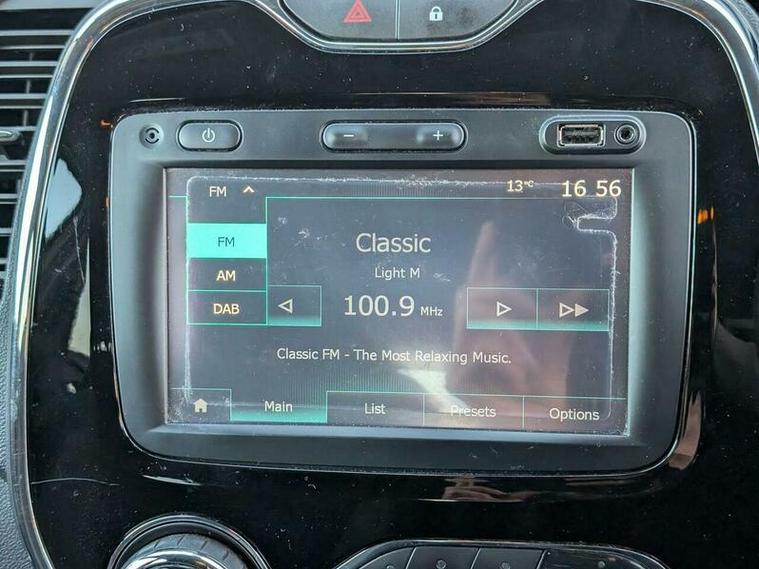 FM 13°C 16 56
FM
Classic
AM
Light M
DAB
100.9 MHz
Classic FM - The Most Relaxing Music.
Main List Presets Options